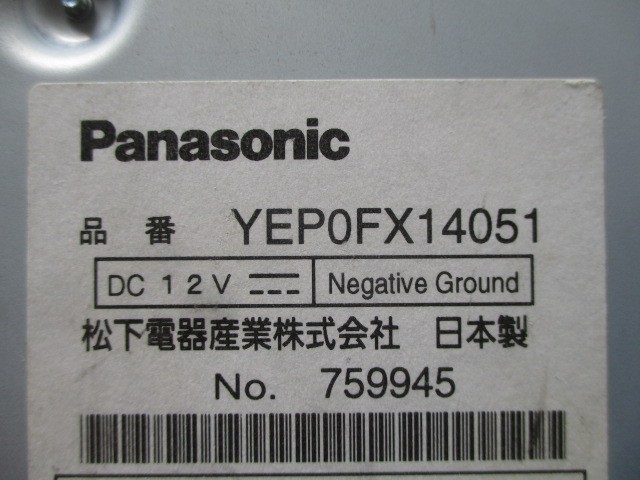 Panasonic
品番 YEP0FX14051
DC 12V Negative Ground
松下電器産業株式会社 日本製
No. 759945